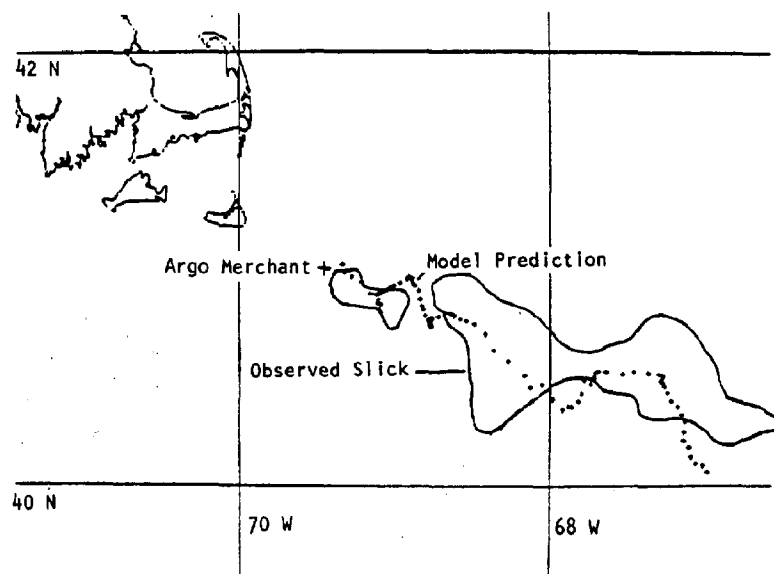 42 N
Argo Merchant
Model Prediction
Observed Slick
40 N
70 W
68 W